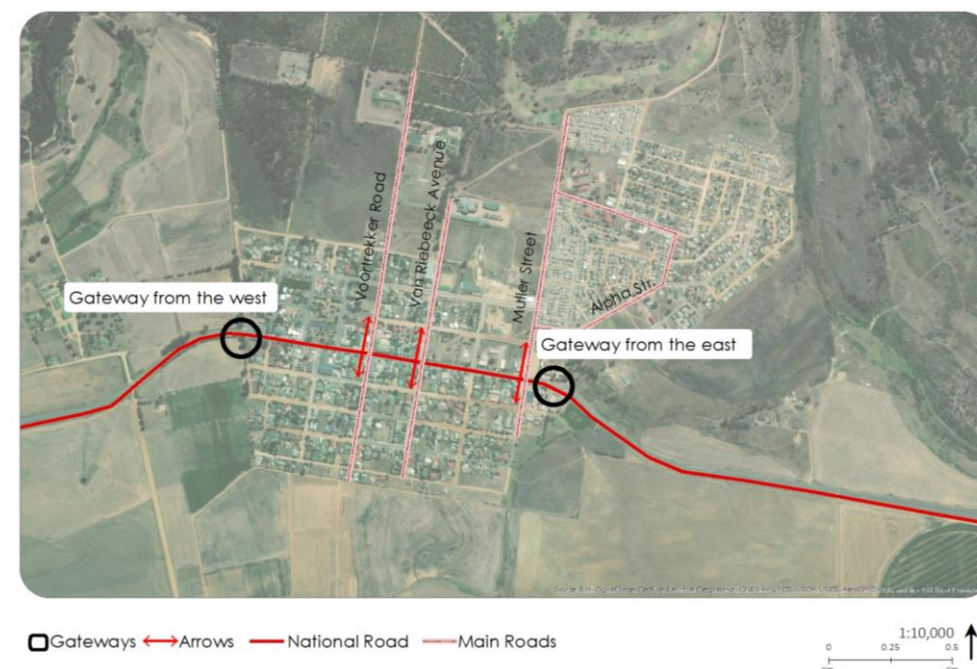 Voortrekker Road
Van Riebeeck Avenue
Muller Street
Alpha Str.
Gateway from the west
Gateway from the east
Gateways
Arrows
National Road
Main Roads
1:10,000
0 0.25 0.5